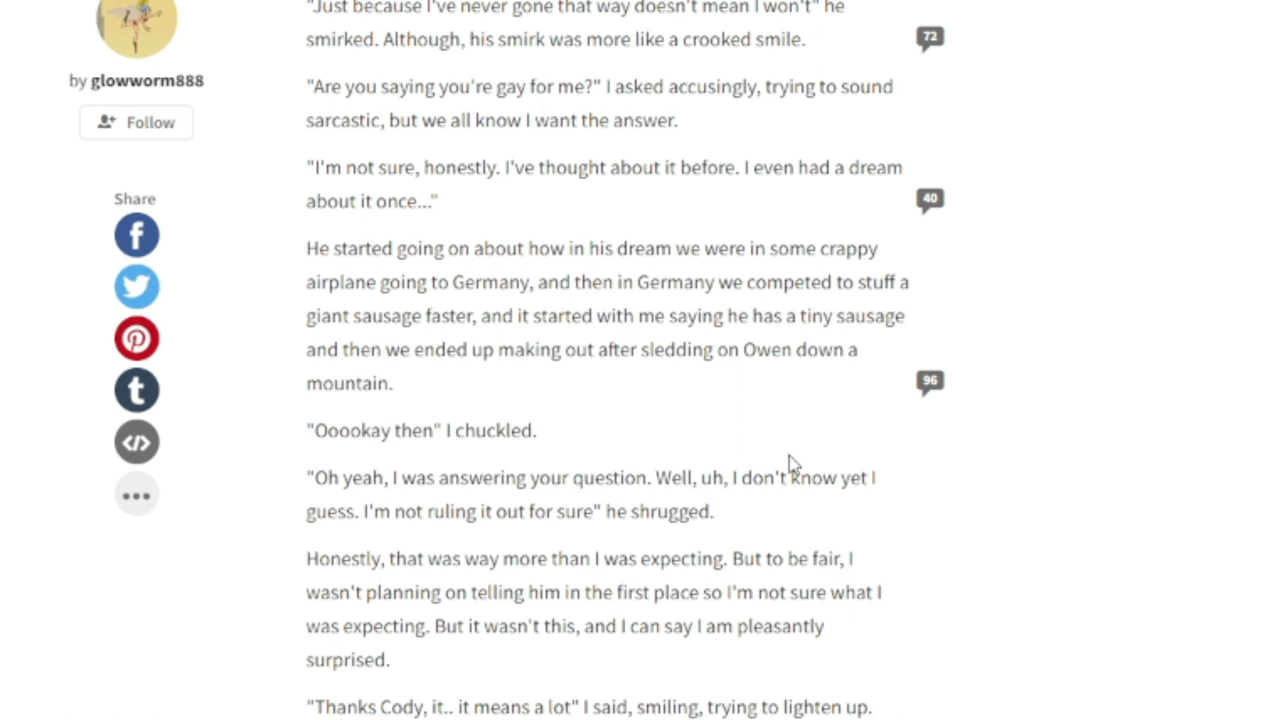 "Just because I've never gone that way doesn't mean I won't" he
smirked. Although, his smirk was more like a crooked smile.
72
by glowworm888
Follow
"Are you saying you're gay for me?" I asked accusingly, trying to sound
sarcastic, but we all know I want the answer.
"I'm not sure, honestly. I've thought about it before. I even had a dream
about it once..."
40
Share
He started going on about how in his dream we were in some crappy
airplane going to Germany, and then in Germany we competed to stuff a
giant sausage faster, and it started with me saying he has a tiny sausage
and then we ended up making out after sledding on Owen down a
mountain.
96
"Ooookay then" I chuckled.
"Oh yeah, I was answering your question. Well, uh, I don't know yet I
guess. I'm not ruling it out for sure" he shrugged.
Honestly, that was way more than I was expecting. But to be fair, I
wasn't planning on telling him in the first place so I'm not sure what I
was expecting. But it wasn't this, and I can say I am pleasantly
surprised.
"Thanks Cody, it.. it means a lot" I said, smiling, trying to lighten up.